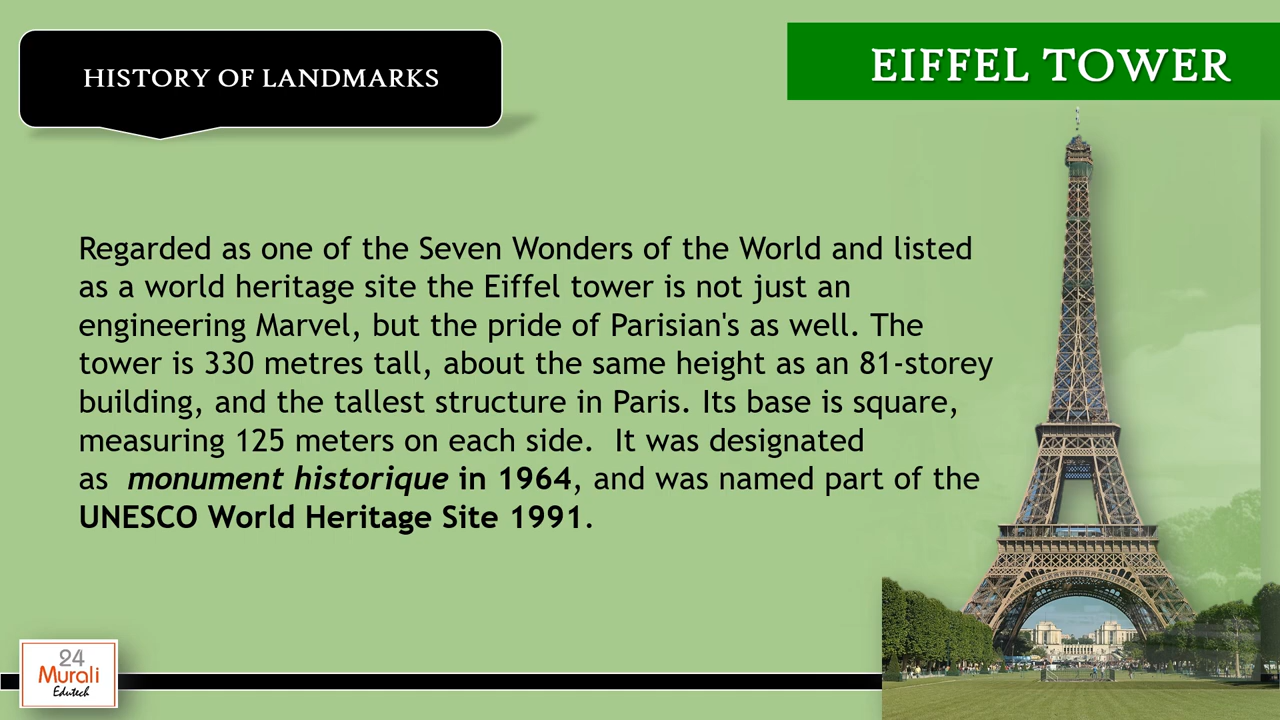 HISTORY OF LANDMARKS
EIFFEL TOWER
Regarded as one of the Seven Wonders of the World and listed
as a world heritage site the Eiffel tower is not just an
engineering Marvel, but the pride of Parisian's as well. The
tower is 330 metres tall, about the same height as an 81-storey
building, and the tallest structure in Paris. Its base is square,
measuring 125 meters on each side.  It was designated
as  monument historique in 1964, and was named part of the
UNESCO World Heritage Site 1991.
24
Murali
Edutech